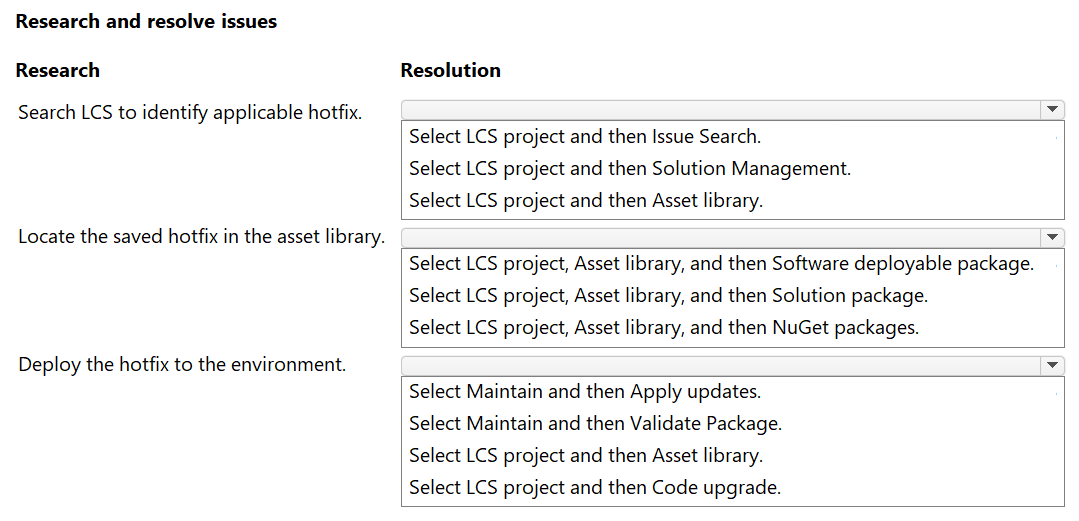 Research and resolve issues
Research Resolution
Search LCS to identify applicable hotfix.
Select LCS project and then Issue Search.
Select LCS project and then Solution Management.
Select LCS project and then Asset library.
Locate the saved hotfix in the asset library.
Select LCS project, Asset library, and then Software deployable package.
Select LCS project, Asset library, and then Solution package.
Select LCS project, Asset library, and then NuGet packages.
Deploy the hotfix to the environment.
Select Maintain and then Apply updates.
Select Maintain and then Validate Package.
Select LCS project and then Asset library.
Select LCS project and then Code upgrade.